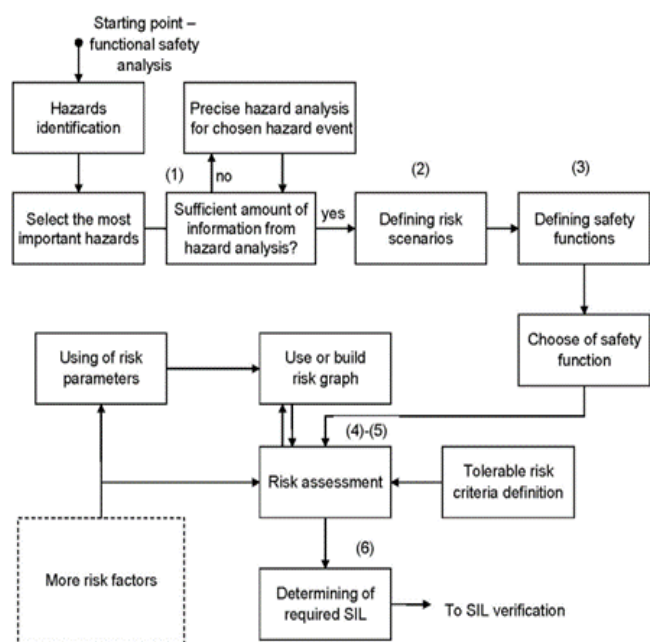 Starting point –
functional safety
analysis
Hazards
identification
Precise hazard analysis
for chosen hazard event
(1)
no
(2)
(3)
Select the most
important hazards
Sufficient amount of
information from
hazard analysis?
yes
Defining risk
scenarios
Defining safety
functions
Using of risk
parameters
Use or build
risk graph
Choose of safety
function
(4)-(5)
Risk assessment
Tolerable risk
criteria definition
More risk factors
(6)
Determining of
required SIL
To SIL verification